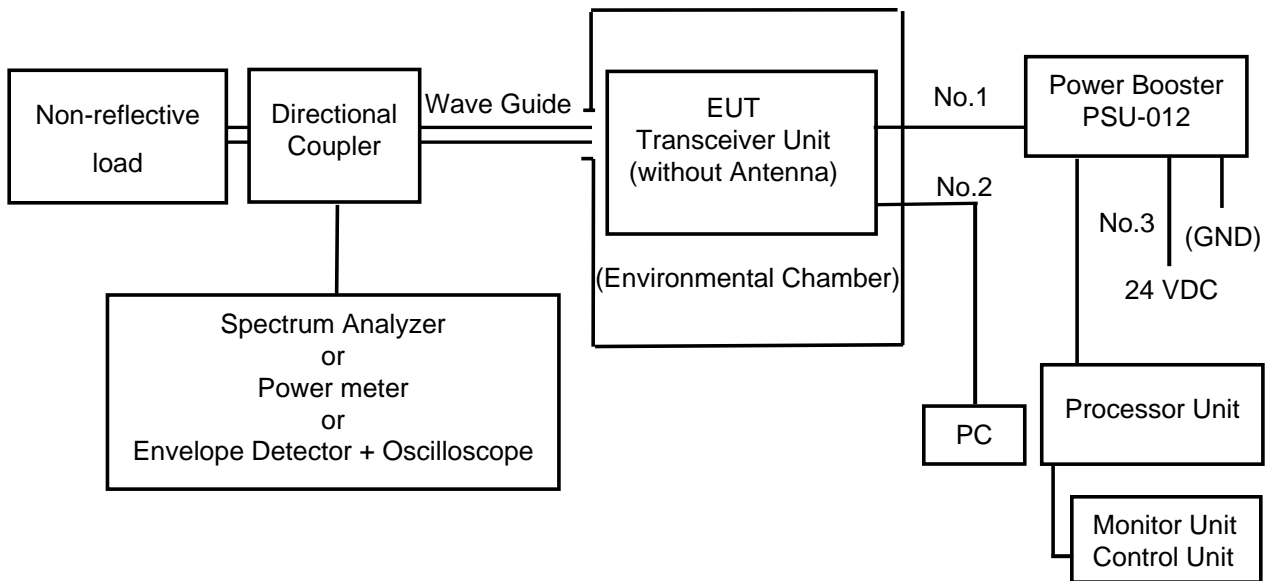 Non-reflective
load
Directional
Coupler
Wave Guide
EUT
Transceiver Unit
(without Antenna)
(Environmental Chamber)
No.1
No.2
Power Booster
PSU-012
No.3
(GND)
24 VDC
Spectrum Analyzer
or
Power meter
or
Envelope Detector + Oscilloscope
PC
Processor Unit
Monitor Unit
Control Unit